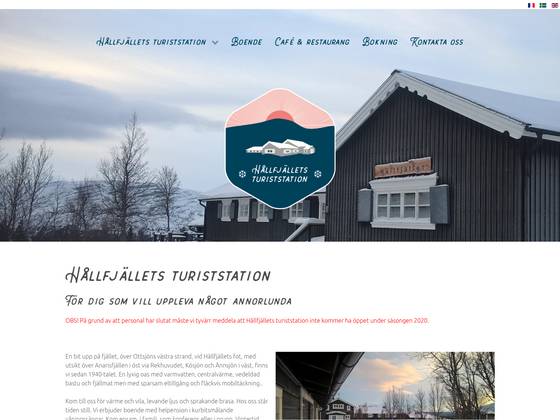 Hållfjällets turiststation
Boende
Café & restaurang
Bokning
Kontakta oss
Hållfjällets
turiststation
Hållfjällets turiststation
För dig som vill uppleva något annorlunda
OBS! På grund av att personal har slutat måste vi tyvärr meddela att Hållfjällets turiststation inte kommer ha öppet under säsongen 2020.
En bit upp på fjället, över Ottsjöns västra strand, vid Hållfjällets fot, med
utsikt över Anarisfjällen i öst via Rekhuvudet, Kösjön och Ånnsjön i väst, finns
vi sedan 1940-talet. En lyxig oas med varmvatten, centralvärme, vedeldad
bastu och fjällmat men med sparsam eltillgång och fläckvis mobiltäckning..
Kom till oss för värme och vila, levande ljus och sprakande brasa. Hos oss står
tiden still. Vi erbjuder boende med helpension i kurbitsmålande